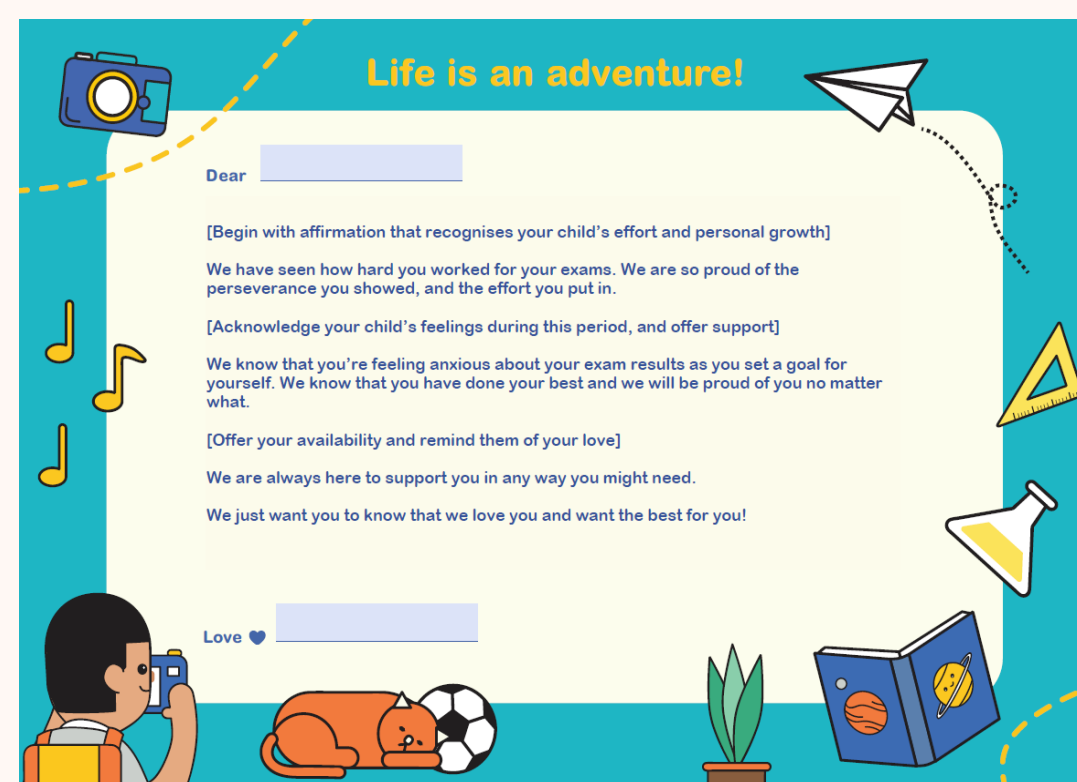 Life is an adventure!
Dear
[Begin with affirmation that recognises your child's effort and personal growth]
We have seen how hard you worked for your exams. We are so proud of the
perseverance you showed, and the effort you put in.
[Acknowledge your child's feelings during this period, and offer support]
We know that you're feeling anxious about your exam results as you set a goal for
yourself. We know that you have done your best and we will be proud of you no matter
what.
[Offer your availability and remind them of your love]
We are always here to support you in any way you might need.
We just want you to know that we love you and want the best for you!
Love